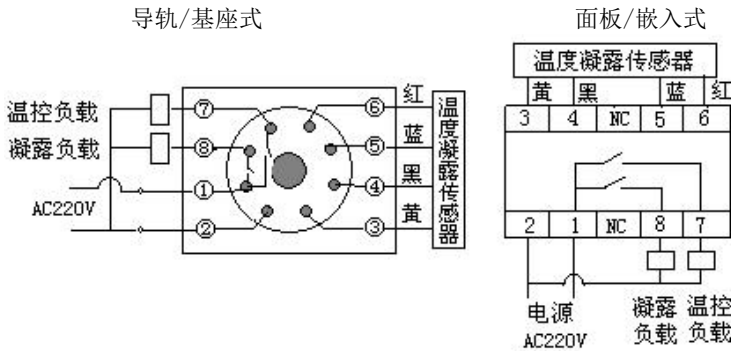 导轨/基座式
温控负载
凝露负载
AC220V
⑦
⑧
①
②
⑥
⑤
④
③
红
蓝
黑
黄
温度凝露传感器
面板/嵌入式
温度凝露传感器
黄 黑 蓝 红
3 4 NC 5 6
2 1 NC 8 7
电源
AC220V
凝露负载
温控负载